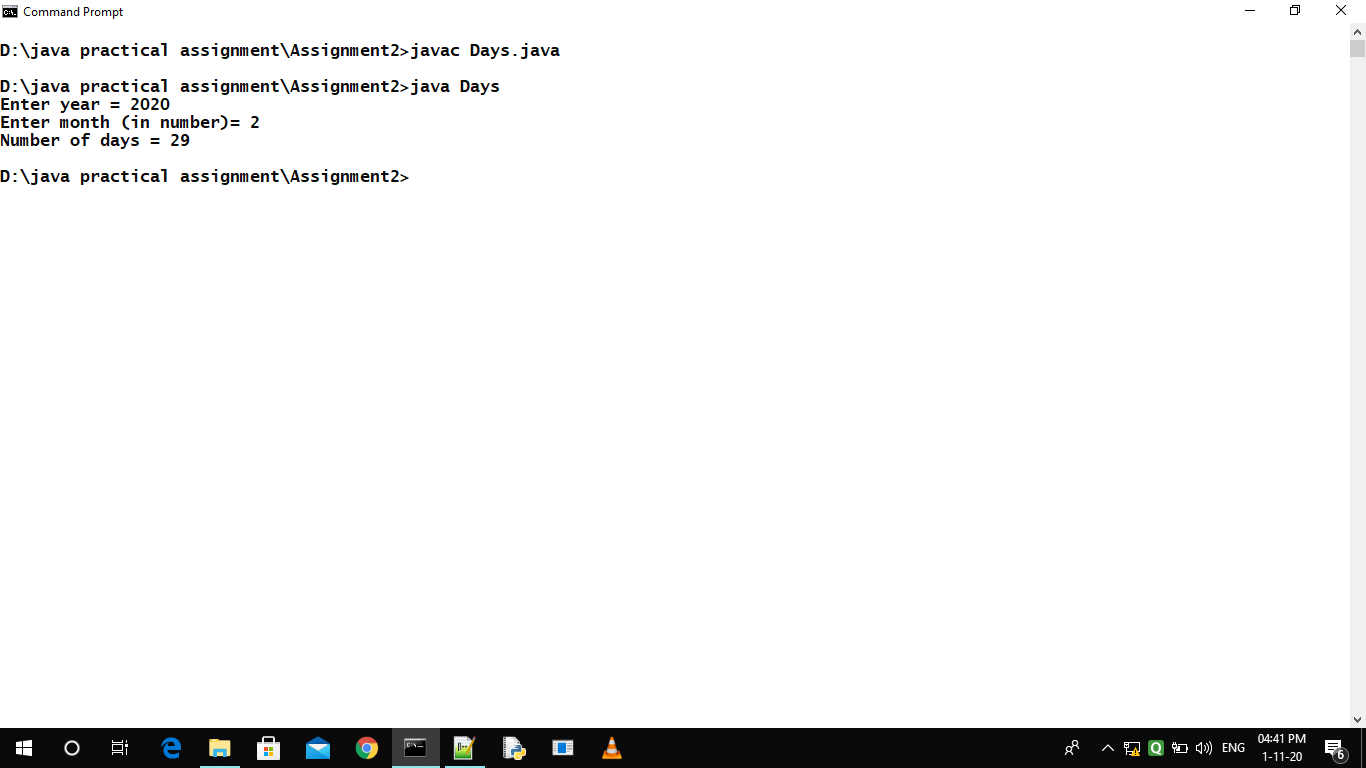 Command Prompt
D:\java practical assignment\Assignment2>javac Days.java
D:\java practical assignment\Assignment2>java Days
Enter year = 2020
Enter month (in number)= 2
Number of days = 29
D:\java practical assignment\Assignment2>
ENG
04:41 PM
1-11-20
6